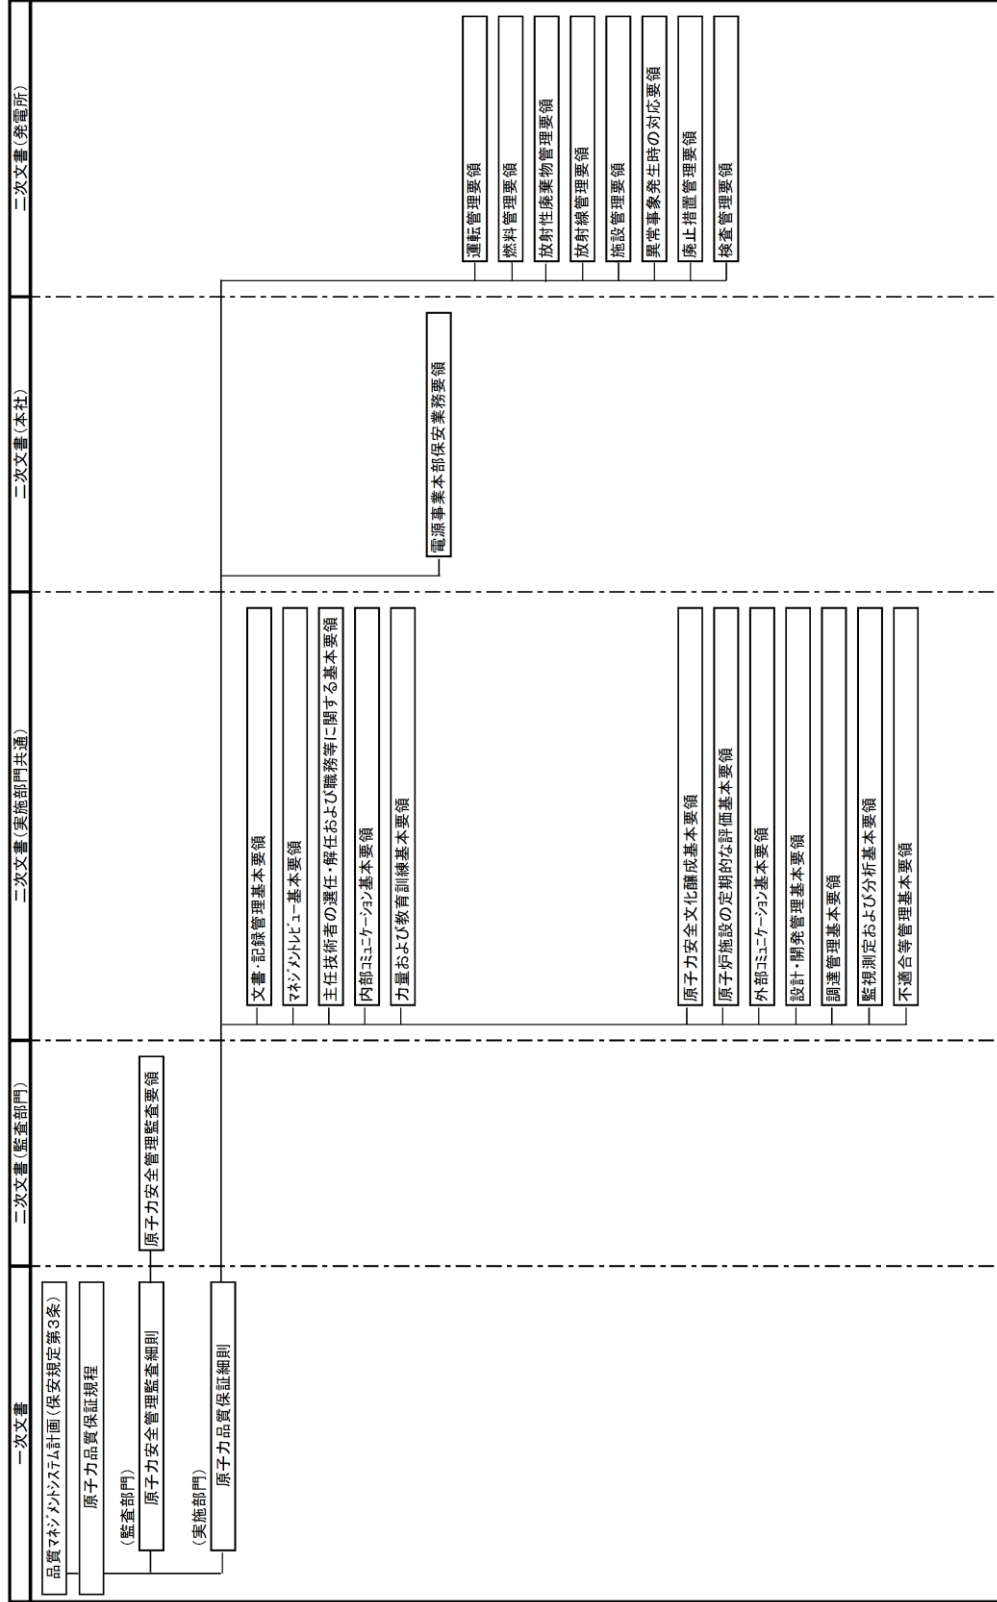 一次文書
二次文書(監査部門)
二次文書(実施部門共通)
二次文書(本社)
二次文書(発電所)
品質マネジメントシステム計画(保安規定第3条)
原子力品質保証規程
(監査部門)
原子力安全管理監査細則
原子力安全管理監査要領
(実施部門)
原子力品質保証細則
文書・記録管理基本要領
マネジメントレビュー基本要領
主任技術者の選任・解任および職務等に関する基本要領
内部コミュニケーション基本要領
力量および教育訓練基本要領
原子力安全文化醸成基本要領
原子炉施設の定期的な評価基本要領
外部コミュニケーション基本要領
設計・開発管理基本要領
調達管理基本要領
監視測定および分析基本要領
不適合等管理基本要領
電源事業本部保安業務要領
運転管理要領
燃料管理要領
放射性廃棄物管理要領
放射線管理要領
施設管理要領
異常事象発生時の対応要領
廃止措置管理要領
検査管理要領